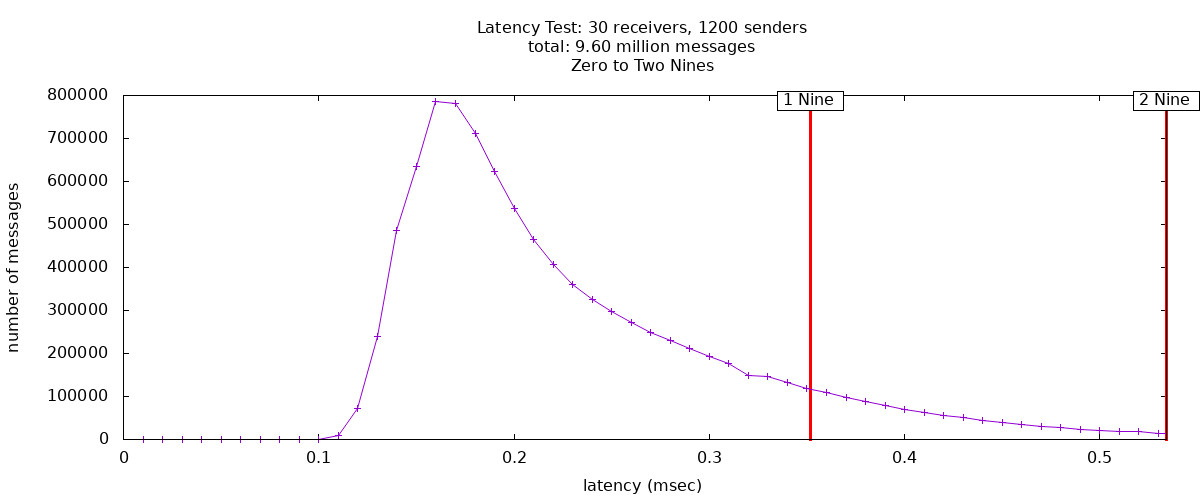 Latency Test: 30 receivers, 1200 senders
total: 9.60 million messages
Zero to Two Nines
1 Nine
2 Nine
800000
700000
600000
500000
400000
300000
200000
100000
0
number of messages
0
0.1
0.2
0.3
0.4
0.5
latency (msec)